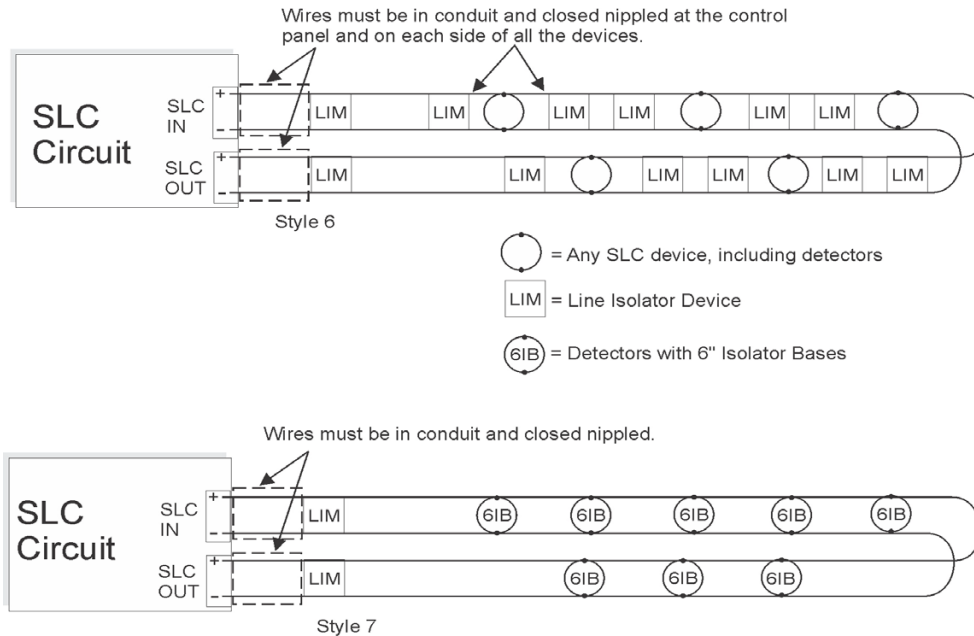 Wires must be in conduit and closed nippled at the control
panel and on each side of all the devices.
SLC
Circuit
+
SLC
IN
-
LIM LIM LIM LIM LIM LIM
+
SLC
OUT
-
LIM LIM LIM LIM LIM LIM
Style 6
= Any SLC device, including detectors
LIM = Line Isolator Device
6IB = Detectors with 6" Isolator Bases
Wires must be in conduit and closed nippled.
SLC
Circuit
+
SLC
IN
-
LIM 6IB 6IB 6IB 6IB 6IB
+
SLC
OUT
-
LIM 6IB 6IB 6IB
Style 7